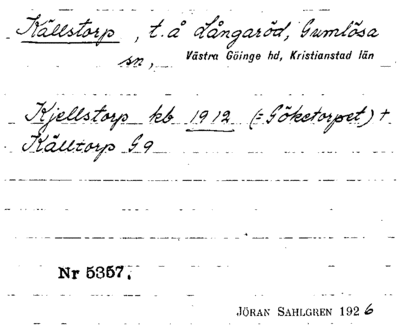 Källstorp, t. å Långaröd, Gumlösa
sn, Västra Göinge hd, Kristianstad län
Kjellstorp kb 1912 (= Göketorpet) +
Källtorp G9
Nr 5357.
JÖRAN SAHLGREN 1926